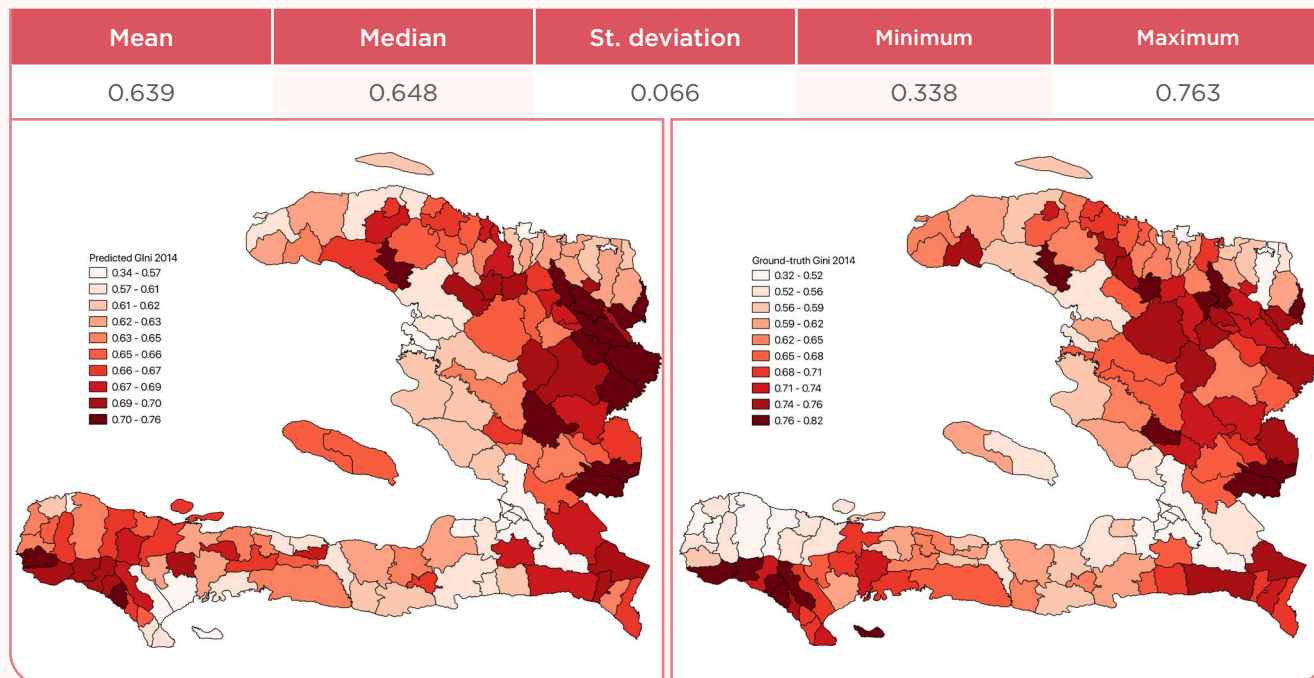 Mean Median St. deviation Minimum Maximum
0.639 0.648 0.066 0.338 0.763
Predicted GIni 2014
0.34 - 0.57
0.57 - 0.61
0.61 - 0.62
0.62 - 0.63
0.63 - 0.65
0.65 - 0.66
0.66 - 0.67
0.67 - 0.69
0.69 - 0.70
0.70 - 0.76
Ground-truth Gini 2014
0.32 - 0.52
0.52 - 0.56
0.56 - 0.59
0.59 - 0.62
0.62 - 0.65
0.65 - 0.68
0.68 - 0.71
0.71 - 0.74
0.74 - 0.76
0.76 - 0.82